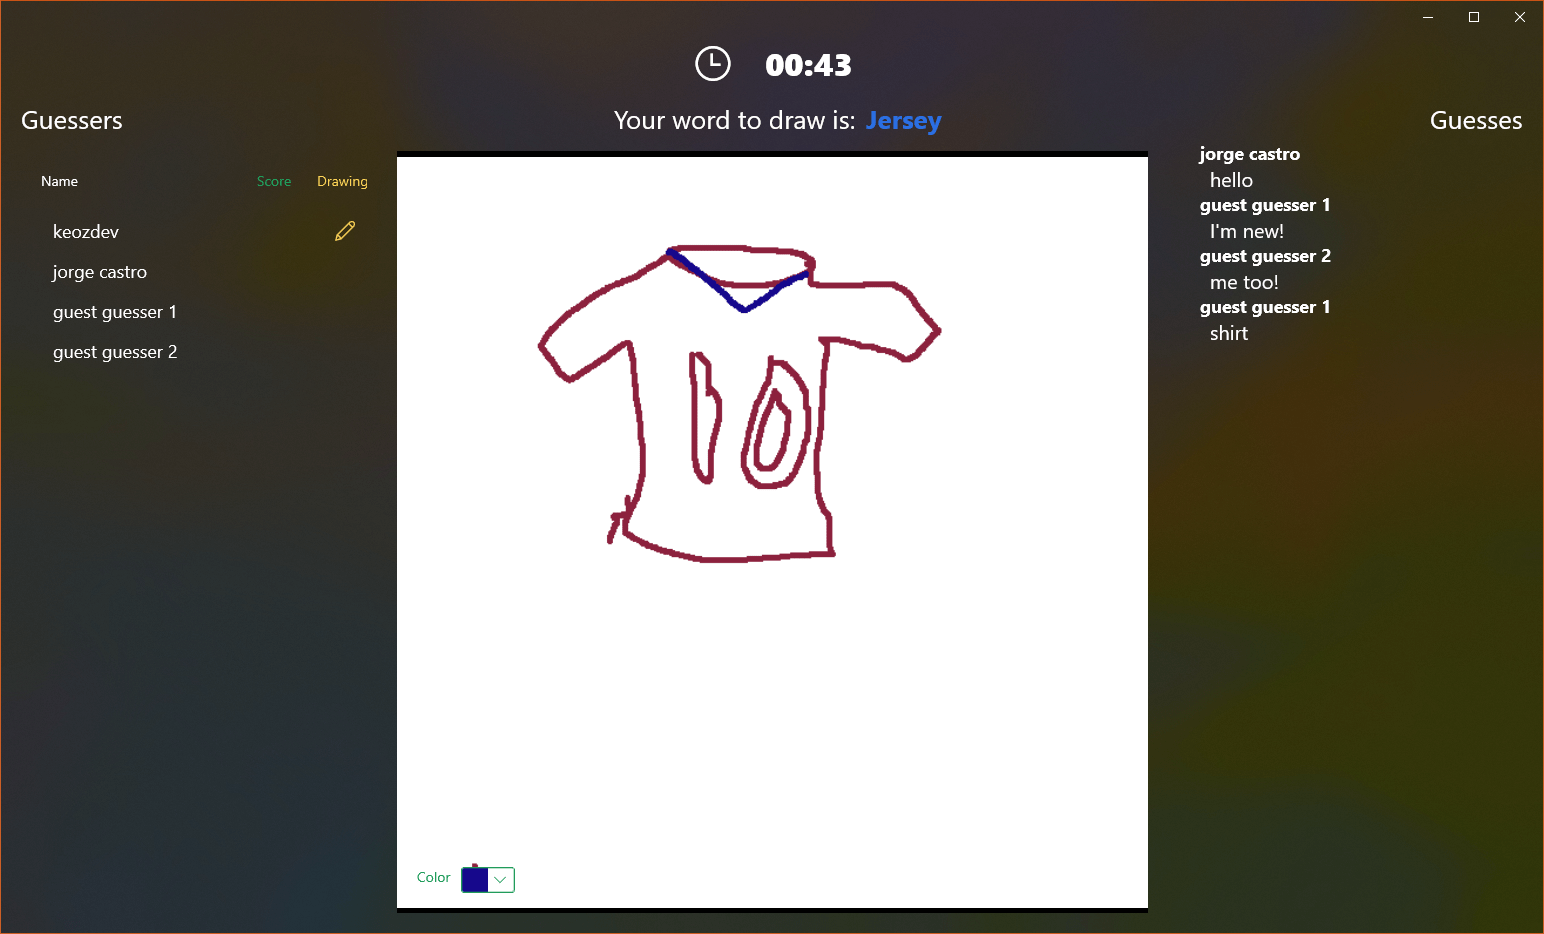 00:43
Your word to draw is: Jersey
Guessers
Name Score Drawing
keozdev
jorge castro
guest guesser 1
guest guesser 2
10
Color
Guesses
jorge castro
hello
guest guesser 1
I'm new!
guest guesser 2
me too!
guest guesser 1
shirt